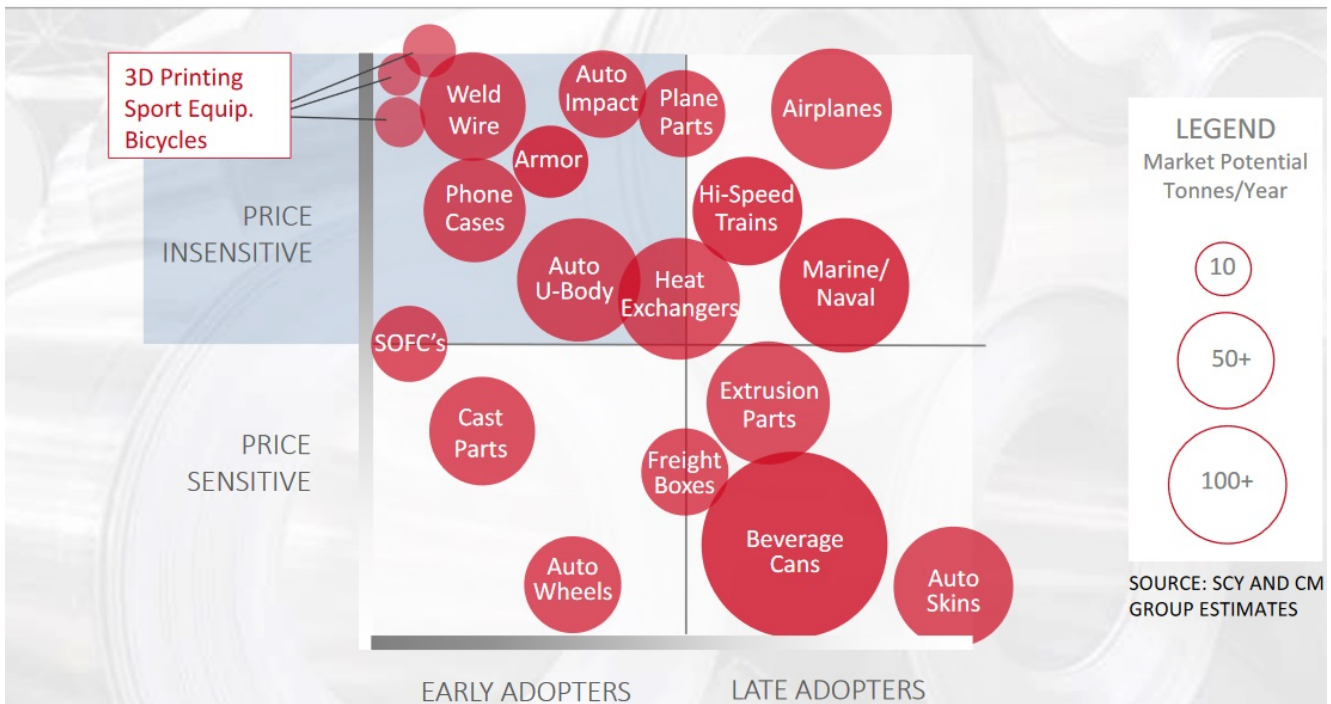 3D Printing
Sport Equip.
Bicycles
Weld
Wire
Auto
Impact
Plane
Parts
Airplanes
Armor
Phone
Cases
Hi-Speed
Trains
PRICE
INSENSITIVE
Auto
U-Body
Heat
Exchangers
Marine/
Naval
SOFC's
Cast
Parts
Extrusion
Parts
PRICE
SENSITIVE
Freight
Boxes
Beverage
Cans
Auto
Wheels
Auto
Skins
EARLY ADOPTERS
LATE ADOPTERS
LEGEND
Market Potential
Tonnes/Year
10
50+
100+
SOURCE: SCY AND CM
GROUP ESTIMATES